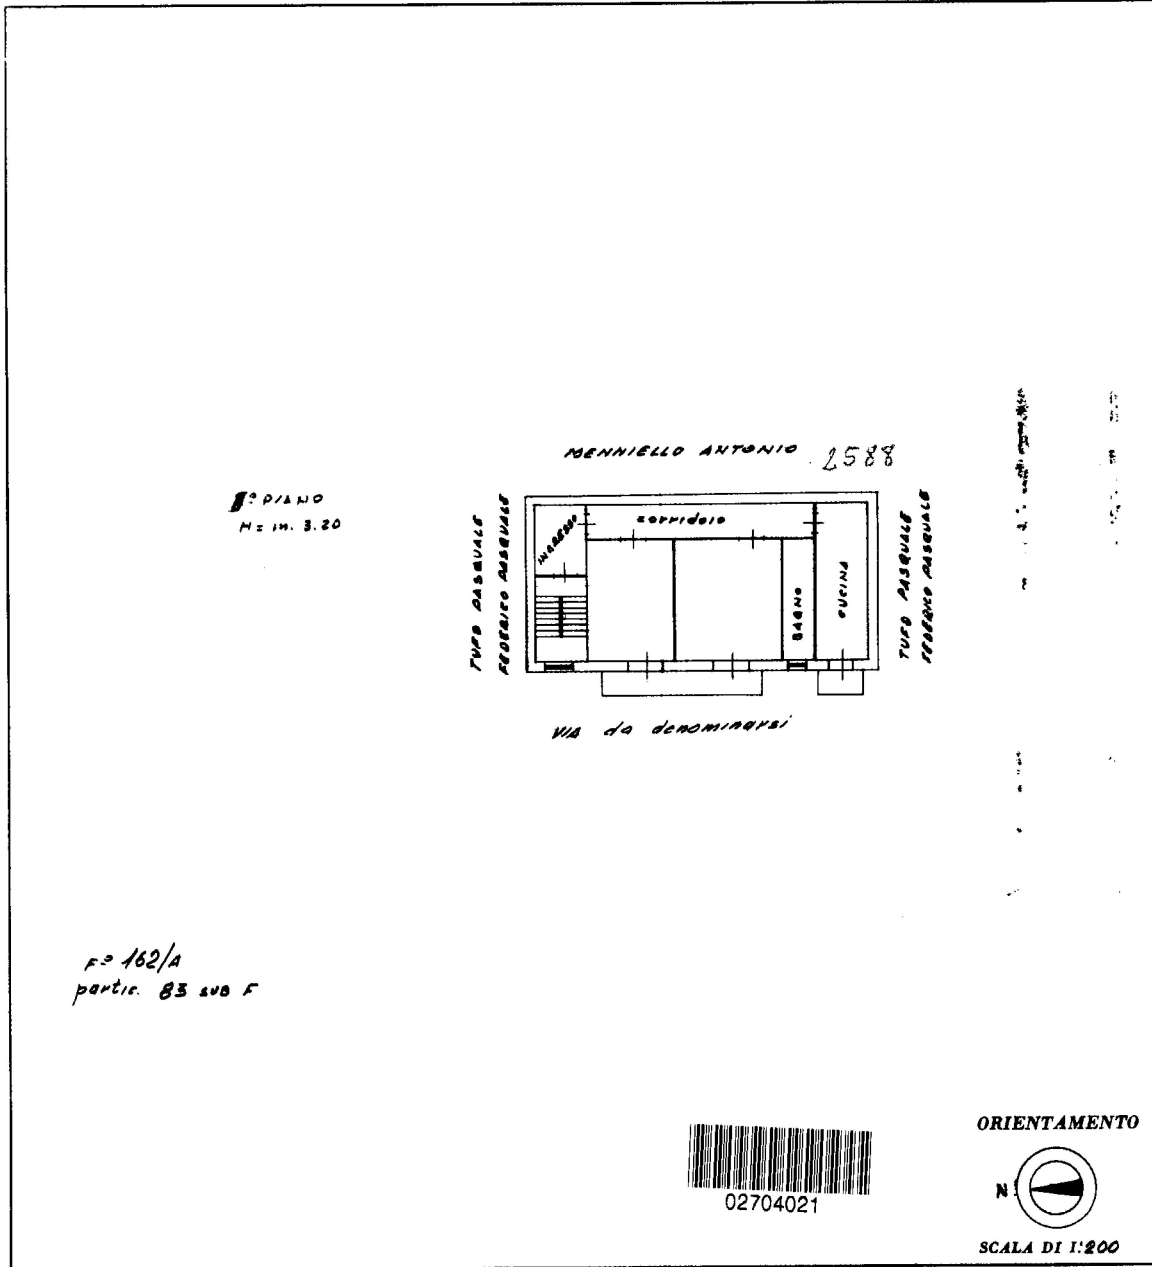 MENNIELLO ANTONIO 2588
1° PIANO
H = m. 3.20
TUFO PASQUALE
FEDERICO PASQUALE
INGRESSO
corridoio
BAGNO
CUCINA
TUFO PASQUALE
FEDERICO PASQUALE
VIA da denominarsi
F° 162/A
partic. 83 SUB F
02704021
ORIENTAMENTO
N
SCALA DI 1:200